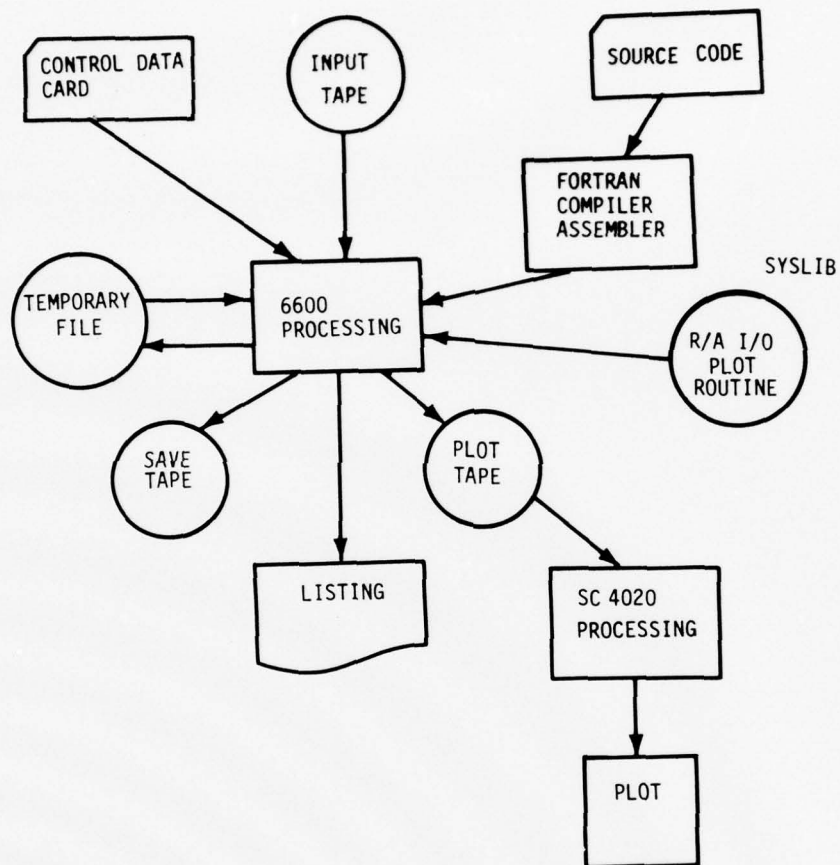 CONTROL DATA
CARD
INPUT
TAPE
SOURCE CODE
FORTRAN
COMPILER
ASSEMBLER
SYSLIB
TEMPORARY
FILE
6600
PROCESSING
R/A I/O
PLOT
ROUTINE
SAVE
TAPE
PLOT
TAPE
LISTING
SC 4020
PROCESSING
PLOT